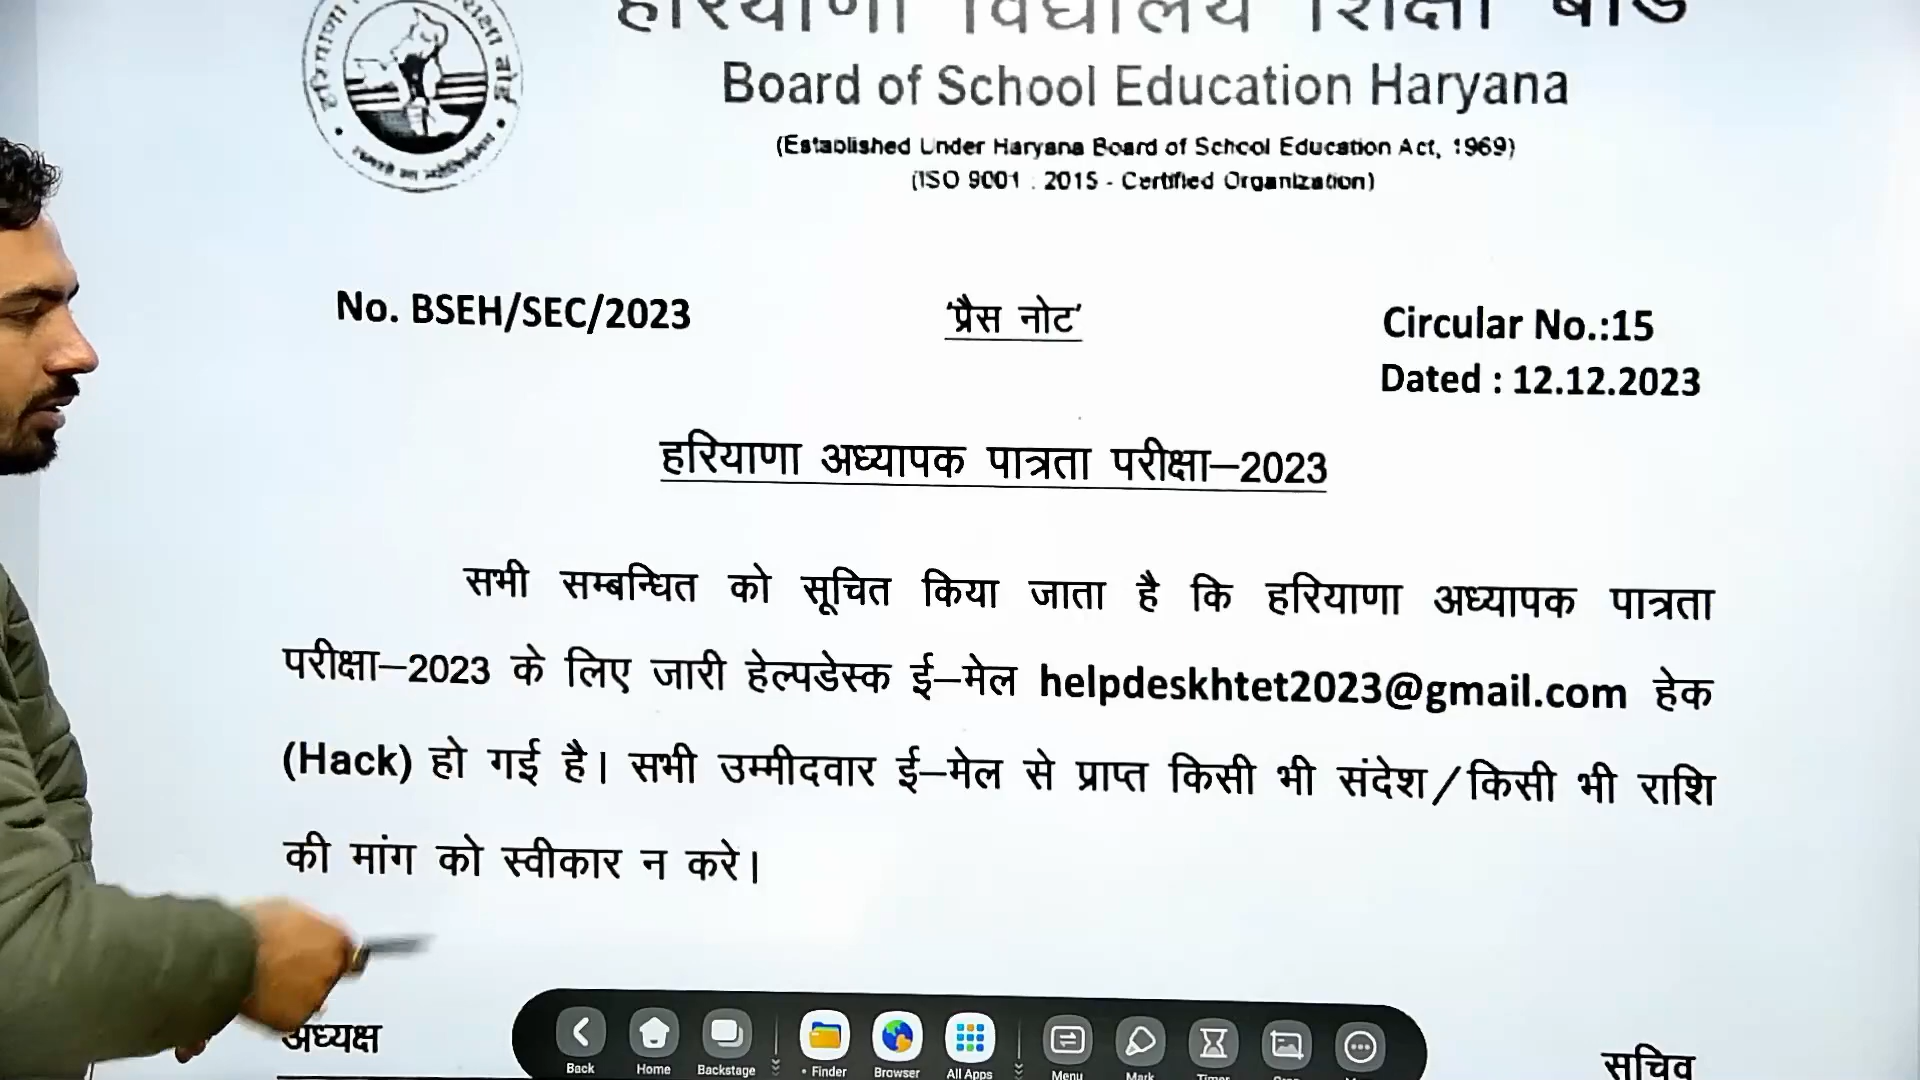 हरियाणा विद्यालय शिक्षा बोर्ड
Board of School Education Haryana
(Established Under Haryana Board of School Education Act, 1969)
(ISO 9001 : 2015 - Certified Organization)
No. BSEH/SEC/2023
'प्रैस नोट'
Circular No.:15
Dated : 12.12.2023
हरियाणा अध्यापक पात्रता परीक्षा–2023
सभी सम्बन्धित को सूचित किया जाता है कि हरियाणा अध्यापक पात्रता
परीक्षा–2023 के लिए जारी हेल्पडेस्क ई–मेल helpdeskhtet2023@gmail.com हेक
(Hack) हो गई है। सभी उम्मीदवार ई–मेल से प्राप्त किसी भी संदेश/किसी भी राशि
की मांग को स्वीकार न करे।
अध्यक्ष
सचिव
Back Home Backstage Finder Browser All Apps Menu Mark Timer